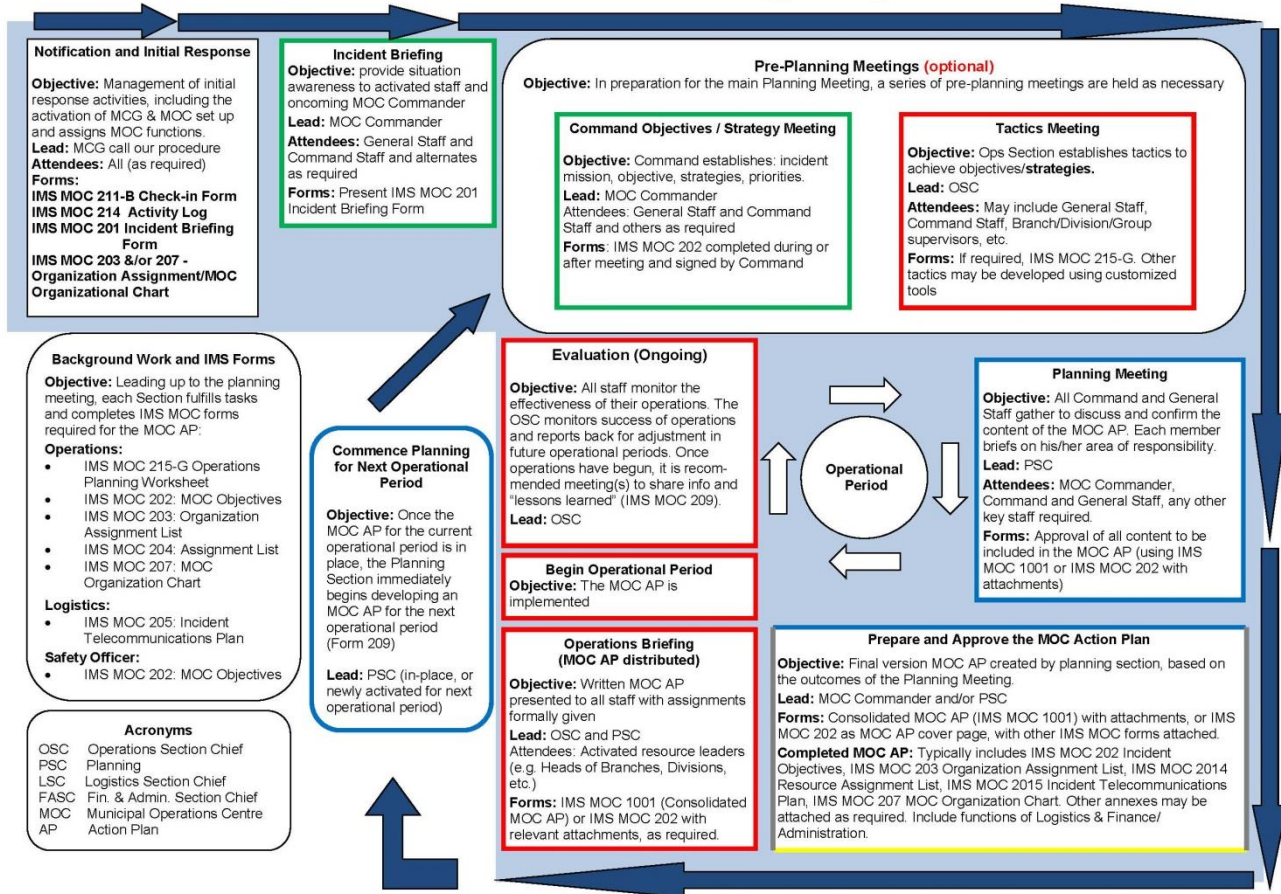 Notification and Initial Response
Objective: Management of initial
response activities, including the
activation of MCG & MOC set up
and assigns MOC functions.
Lead: MCG call our procedure
Attendees: All (as required)
Forms:
IMS MOC 211-B Check-in Form
IMS MOC 214 Activity Log
IMS MOC 201 Incident Briefing
Form
IMS MOC 203 &/or 207 -
Organization Assignment/MOC
Organizational Chart
Incident Briefing
Objective: provide situation
awareness to activated staff and
oncoming MOC Commander
Lead: MOC Commander
Attendees: General Staff and
Command Staff and alternates
as required
Forms: Present IMS MOC 201
Incident Briefing Form
Pre-Planning Meetings (optional)
Objective: In preparation for the main Planning Meeting, a series of pre-planning meetings are held as necessary
Command Objectives / Strategy Meeting
Objective: Command establishes: incident
mission, objective, strategies, priorities.
Lead: MOC Commander
Attendees: General Staff and Command
Staff and others as required
Forms: IMS MOC 202 completed during or
after meeting and signed by Command
Tactics Meeting
Objective: Ops Section establishes tactics to
achieve objectives/strategies.
Lead: OSC
Attendees: May include General Staff,
Command Staff, Branch/Division/Group
supervisors, etc.
Forms: If required, IMS MOC 215-G. Other
tactics may be developed using customized
tools
Background Work and IMS Forms
Objective: Leading up to the planning
meeting, each Section fulfills tasks
and completes IMS MOC forms
required for the MOC AP:
Operations:
• IMS MOC 215-G Operations
Planning Worksheet
• IMS MOC 202: MOC Objectives
• IMS MOC 203: Organization
Assignment List
• IMS MOC 204: Assignment List
• IMS MOC 207: MOC
Organization Chart
Logistics:
• IMS MOC 205: Incident
Telecommunications Plan
Safety Officer:
• IMS MOC 202: MOC Objectives
Acronyms
OSC Operations Section Chief
PSC Planning
LSC Logistics Section Chief
FASC Fin. & Admin. Section Chief
MOC Municipal Operations Centre
AP Action Plan
Commence Planning
for Next Operational
Period
Objective: Once the
MOC AP for the current
operational period is in
place, the Planning
Section immediately
begins developing an
MOC AP for the next
operational period
(Form 209)
Lead: PSC (in-place, or
newly activated for next
operational period)
Evaluation (Ongoing)
Objective: All staff monitor the
effectiveness of their operations. The
OSC monitors success of operations
and reports back for adjustment in
future operational periods. Once
operations have begun, it is recom-
mended meeting(s) to share info and
“lessons learned” (IMS MOC 209).
Lead: OSC
Begin Operational Period
Objective: The MOC AP is
implemented
Operations Briefing
(MOC AP distributed)
Objective: Written MOC AP
presented to all staff with assignments
formally given
Lead: OSC and PSC
Attendees: Activated resource leaders
(e.g. Heads of Branches, Divisions,
etc.)
Forms: IMS MOC 1001 (Consolidated
MOC AP) or IMS MOC 202 with
relevant attachments, as required.
Operational
Period
Planning Meeting
Objective: All Command and General
Staff gather to discuss and confirm the
content of the MOC AP. Each member
briefs on his/her area of responsibility.
Lead: PSC
Attendees: MOC Commander,
Command and General Staff, any other
key staff required.
Forms: Approval of all content to be
included in the MOC AP (using IMS
MOC 1001 or IMS MOC 202 with
attachments)
Prepare and Approve the MOC Action Plan
Objective: Final version MOC AP created by planning section, based on
the outcomes of the Planning Meeting.
Lead: MOC Commander and/or PSC
Forms: Consolidated MOC AP (IMS MOC 1001) with attachments, or IMS
MOC 202 as MOC AP cover page, with other IMS MOC forms attached.
Completed MOC AP: Typically includes IMS MOC 202 Incident
Objectives, IMS MOC 203 Organization Assignment List, IMS MOC 2014
Resource Assignment List, IMS MOC 2015 Incident Telecommunications
Plan, IMS MOC 207 MOC Organization Chart. Other annexes may be
attached as required. Include functions of Logistics & Finance/
Administration.